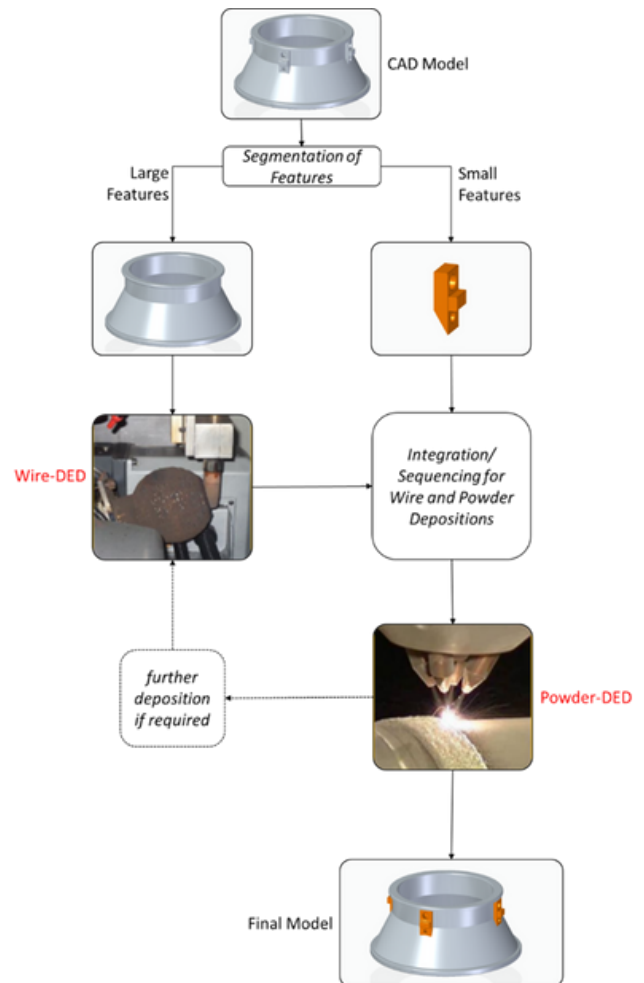 CAD Model
Segmentation of
Features
Large
Features
Small
Features
Wire-DED
Integration/
Sequencing for
Wire and Powder
Depositions
further
deposition
if required
Powder-DED
Final Model